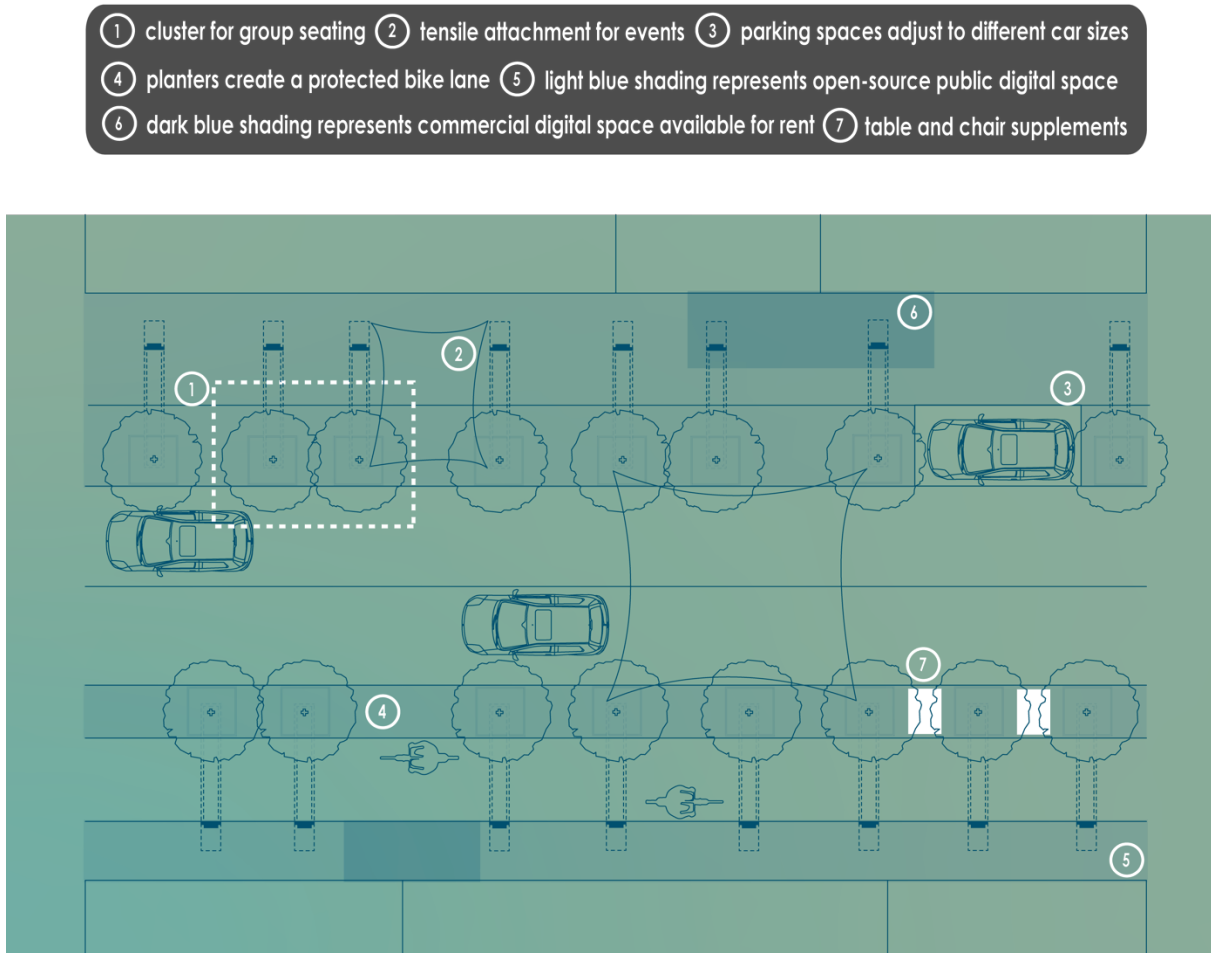 1 cluster for group seating 2 tensile attachment for events 3 parking spaces adjust to different car sizes
4 planters create a protected bike lane 5 light blue shading represents open-source public digital space
6 dark blue shading represents commercial digital space available for rent 7 table and chair supplements
6
2
1
3
7
4
5